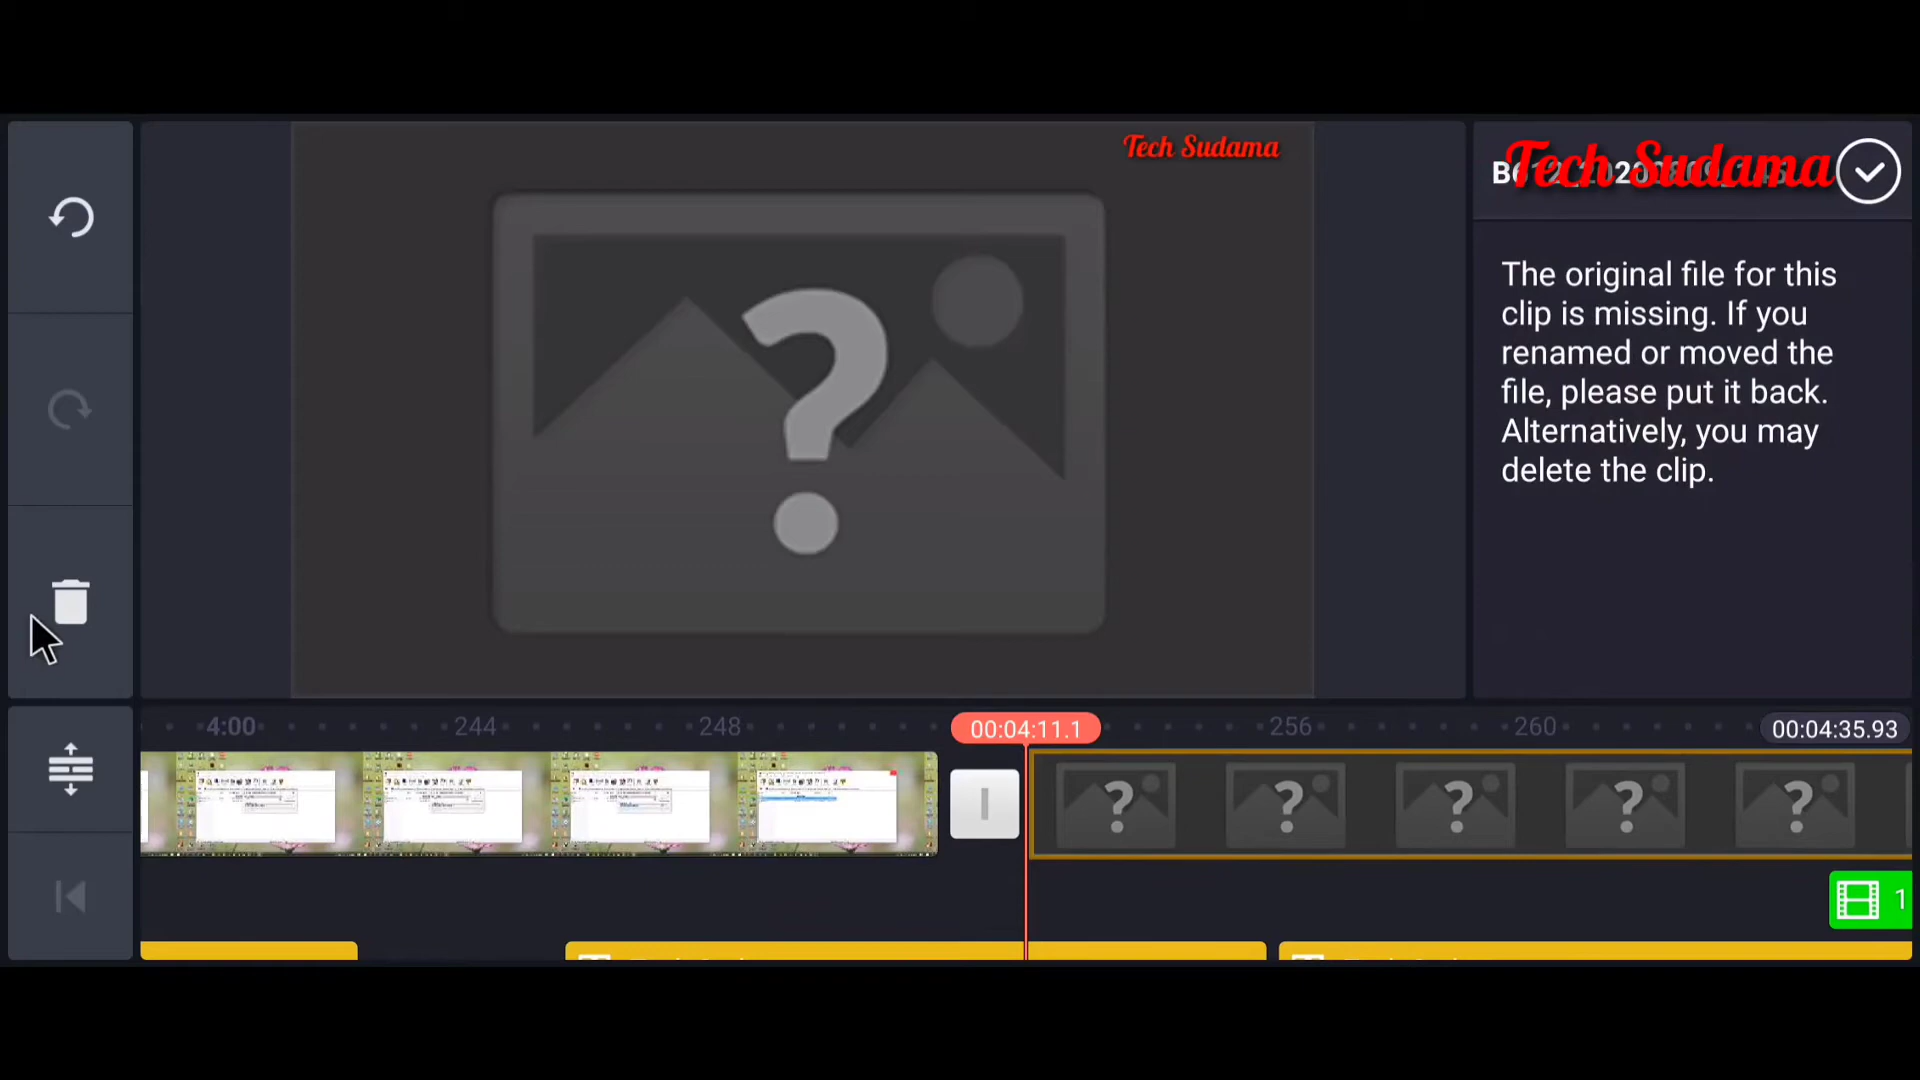 Tech Sudama
Tech Sudama
The original file for this
clip is missing. If you
renamed or moved the
file, please put it back.
Alternatively, you may
delete the clip.
4:00
244
248
00:04:11.1
256
260
00:04:35.93
1